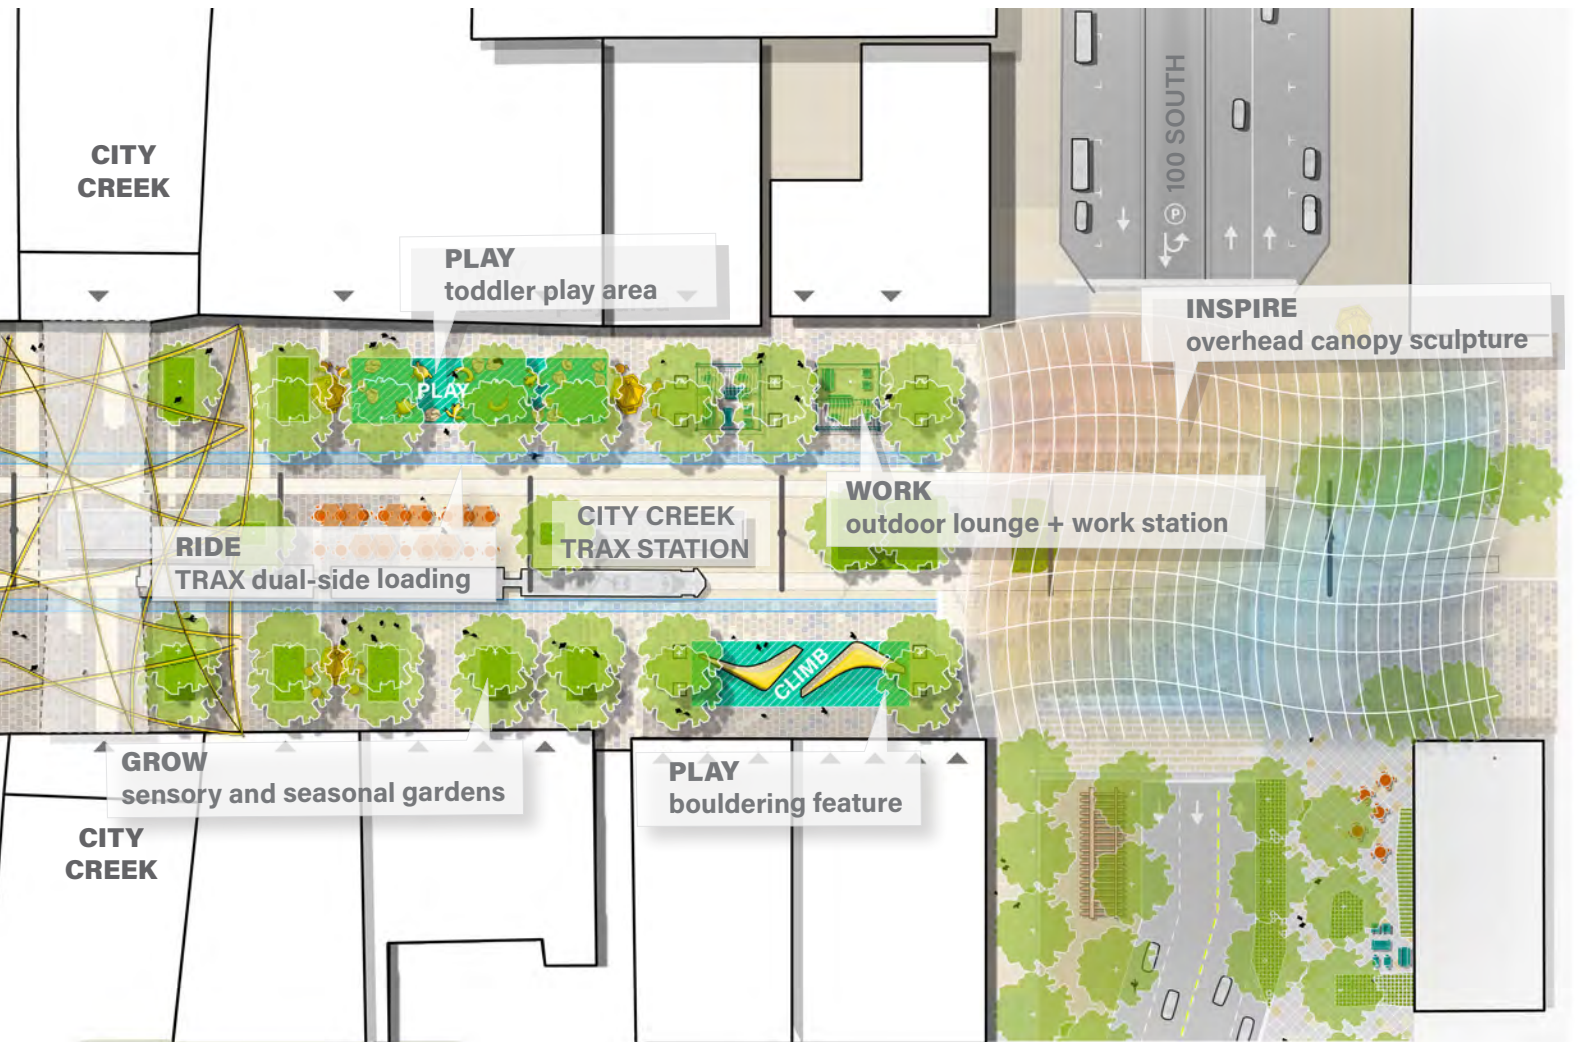 CITY
CREEK
100 SOUTH
P
PLAY
toddler play area
INSPIRE
overhead canopy sculpture
PLAY
WORK
outdoor lounge + work station
CITY CREEK
TRAX STATION
RIDE
TRAX dual-side loading
CLIMB
GROW
sensory and seasonal gardens
PLAY
bouldering feature
CITY
CREEK